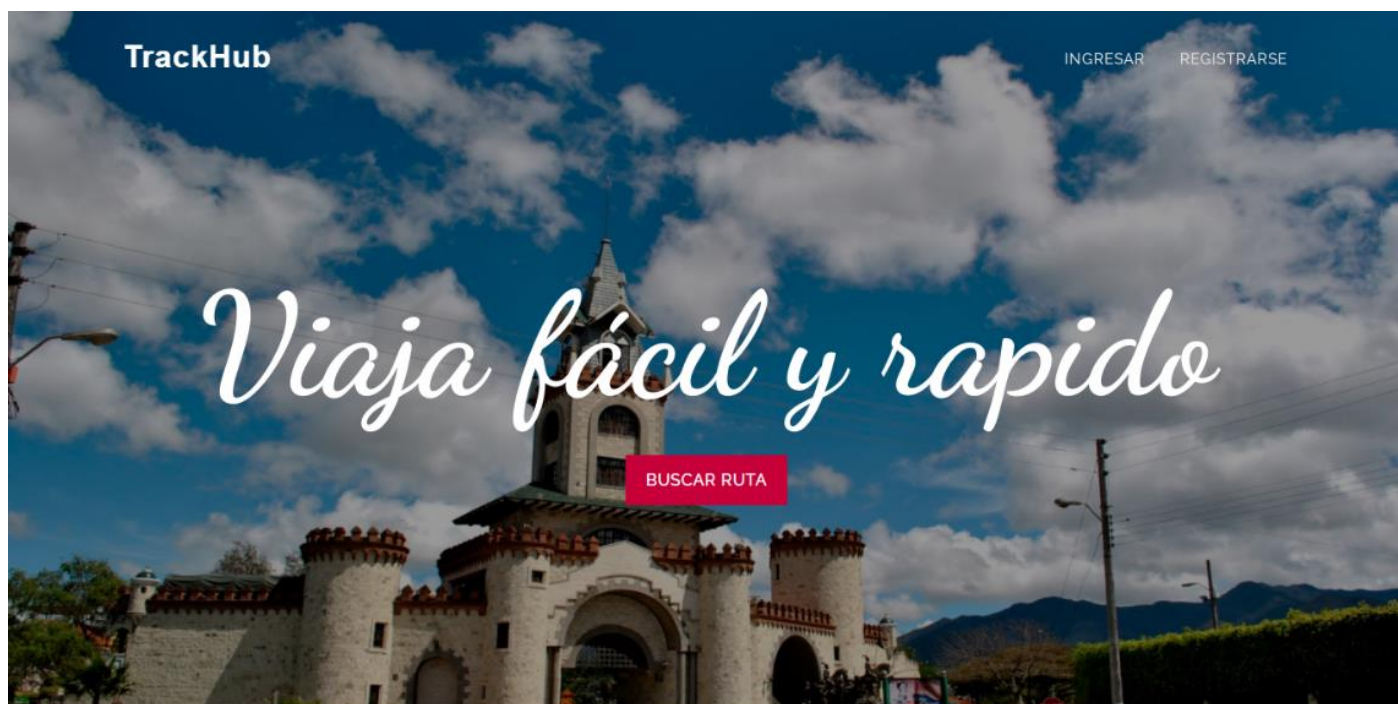 TrackHub
INGRESAR REGISTRARSE
Viaja fácil y rapido
BUSCAR RUTA